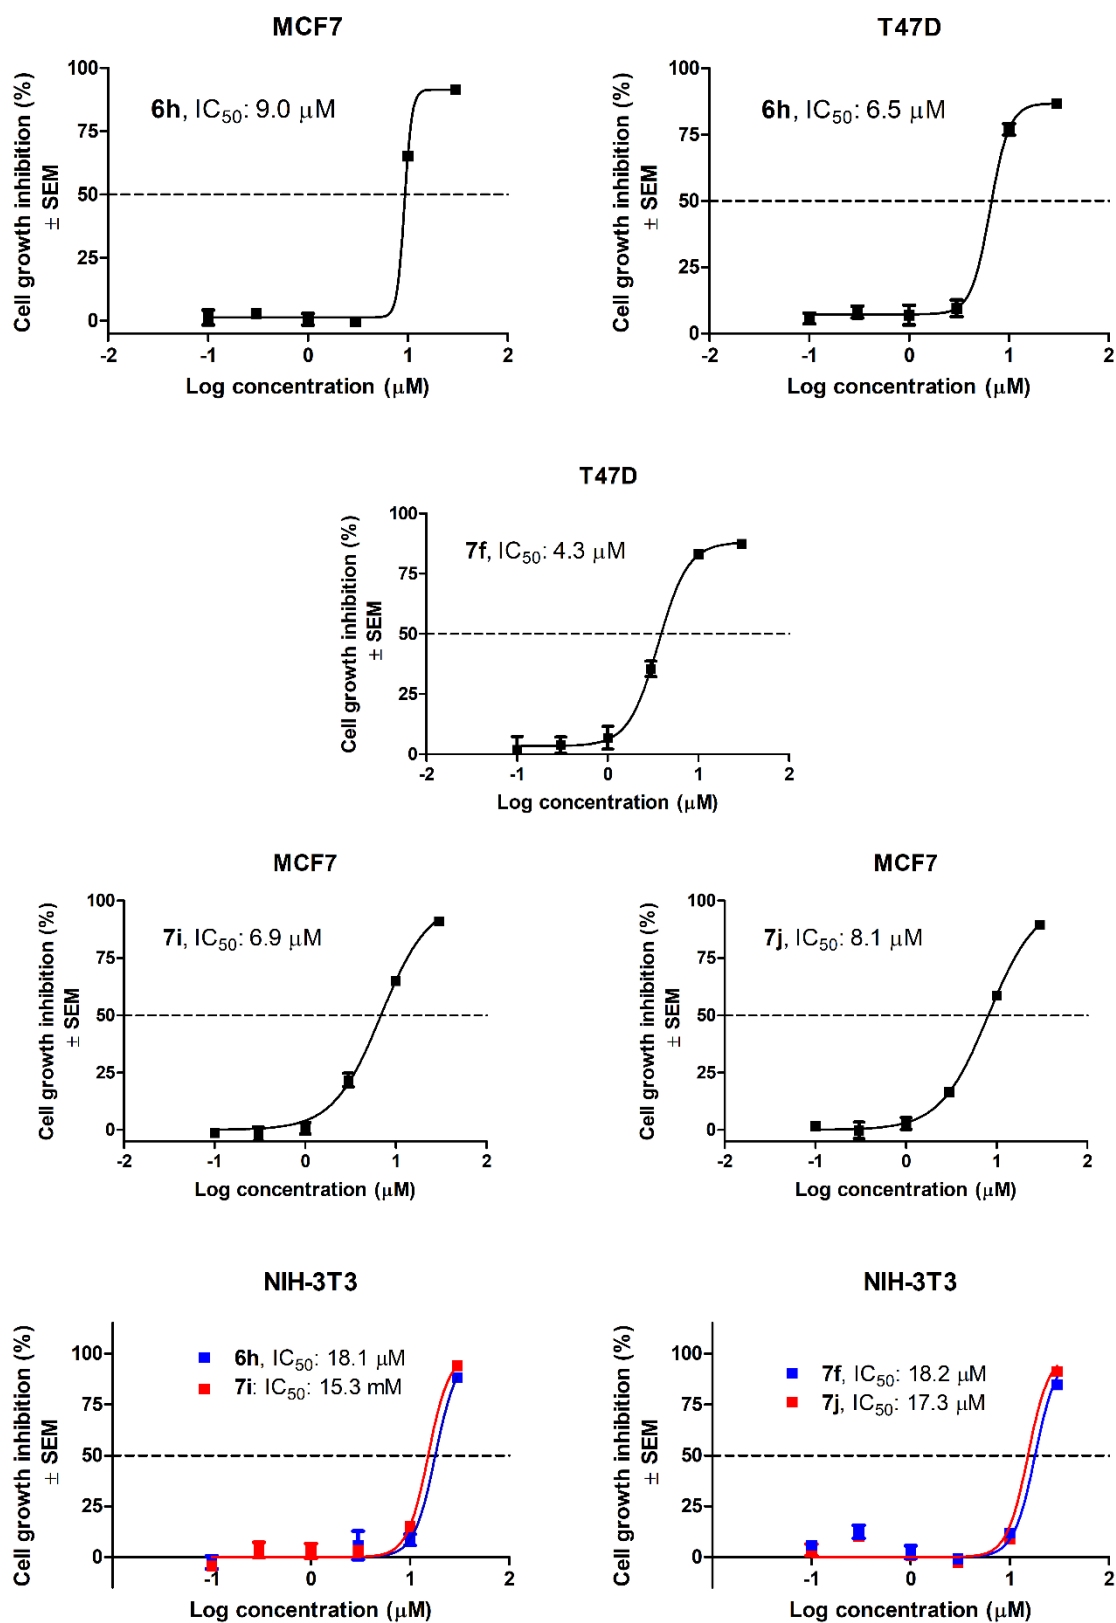 MCF7
Cell growth inhibition (%)
± SEM
100
75
50
25
0
6h, IC50: 9.0 μM
-2 -1 0 1 2
Log concentration (μM)
T47D
Cell growth inhibition (%)
± SEM
100
75
50
25
0
6h, IC50: 6.5 μM
-2 -1 0 1 2
Log concentration (μM)
T47D
Cell growth inhibition (%)
± SEM
100
75
50
25
0
7f, IC50: 4.3 μM
-2 -1 0 1 2
Log concentration (μM)
MCF7
Cell growth inhibition (%)
± SEM
100
75
50
25
0
7i, IC50: 6.9 μM
-2 -1 0 1 2
Log concentration (μM)
MCF7
Cell growth inhibition (%)
± SEM
100
75
50
25
0
7j, IC50: 8.1 μM
-2 -1 0 1 2
Log concentration (μM)
NIH-3T3
Cell growth inhibition (%)
± SEM
100
75
50
25
0
6h, IC50: 18.1 μM
7i: IC50: 15.3 mM
-1 0 1 2
Log concentration (μM)
NIH-3T3
Cell growth inhibition (%)
± SEM
100
75
50
25
0
7f, IC50: 18.2 μM
7j, IC50: 17.3 μM
-1 0 1 2
Log concentration (μM)